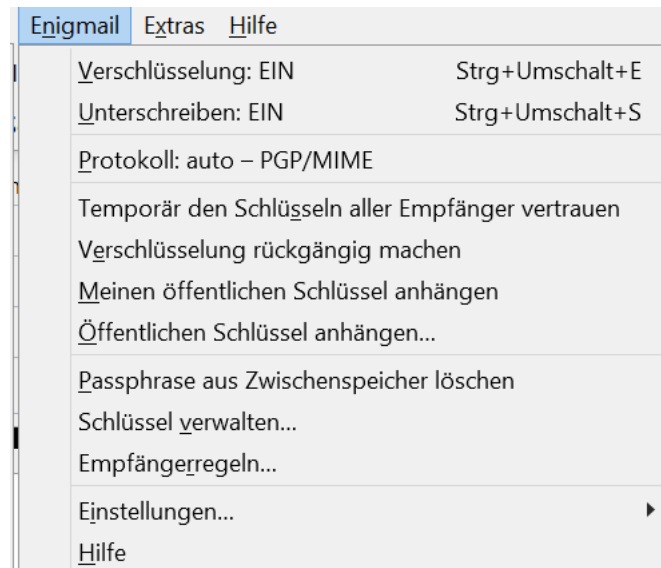 Enigmail Extras Hilfe
Verschlüsselung: EIN Strg+Umschalt+E
Unterschreiben: EIN Strg+Umschalt+S
Protokoll: auto – PGP/MIME
Temporär den Schlüsseln aller Empfänger vertrauen
Verschlüsselung rückgängig machen
Meinen öffentlichen Schlüssel anhängen
Öffentlichen Schlüssel anhängen...
Passphrase aus Zwischenspeicher löschen
Schlüssel verwalten...
Empfängerregeln...
Einstellungen...
Hilfe